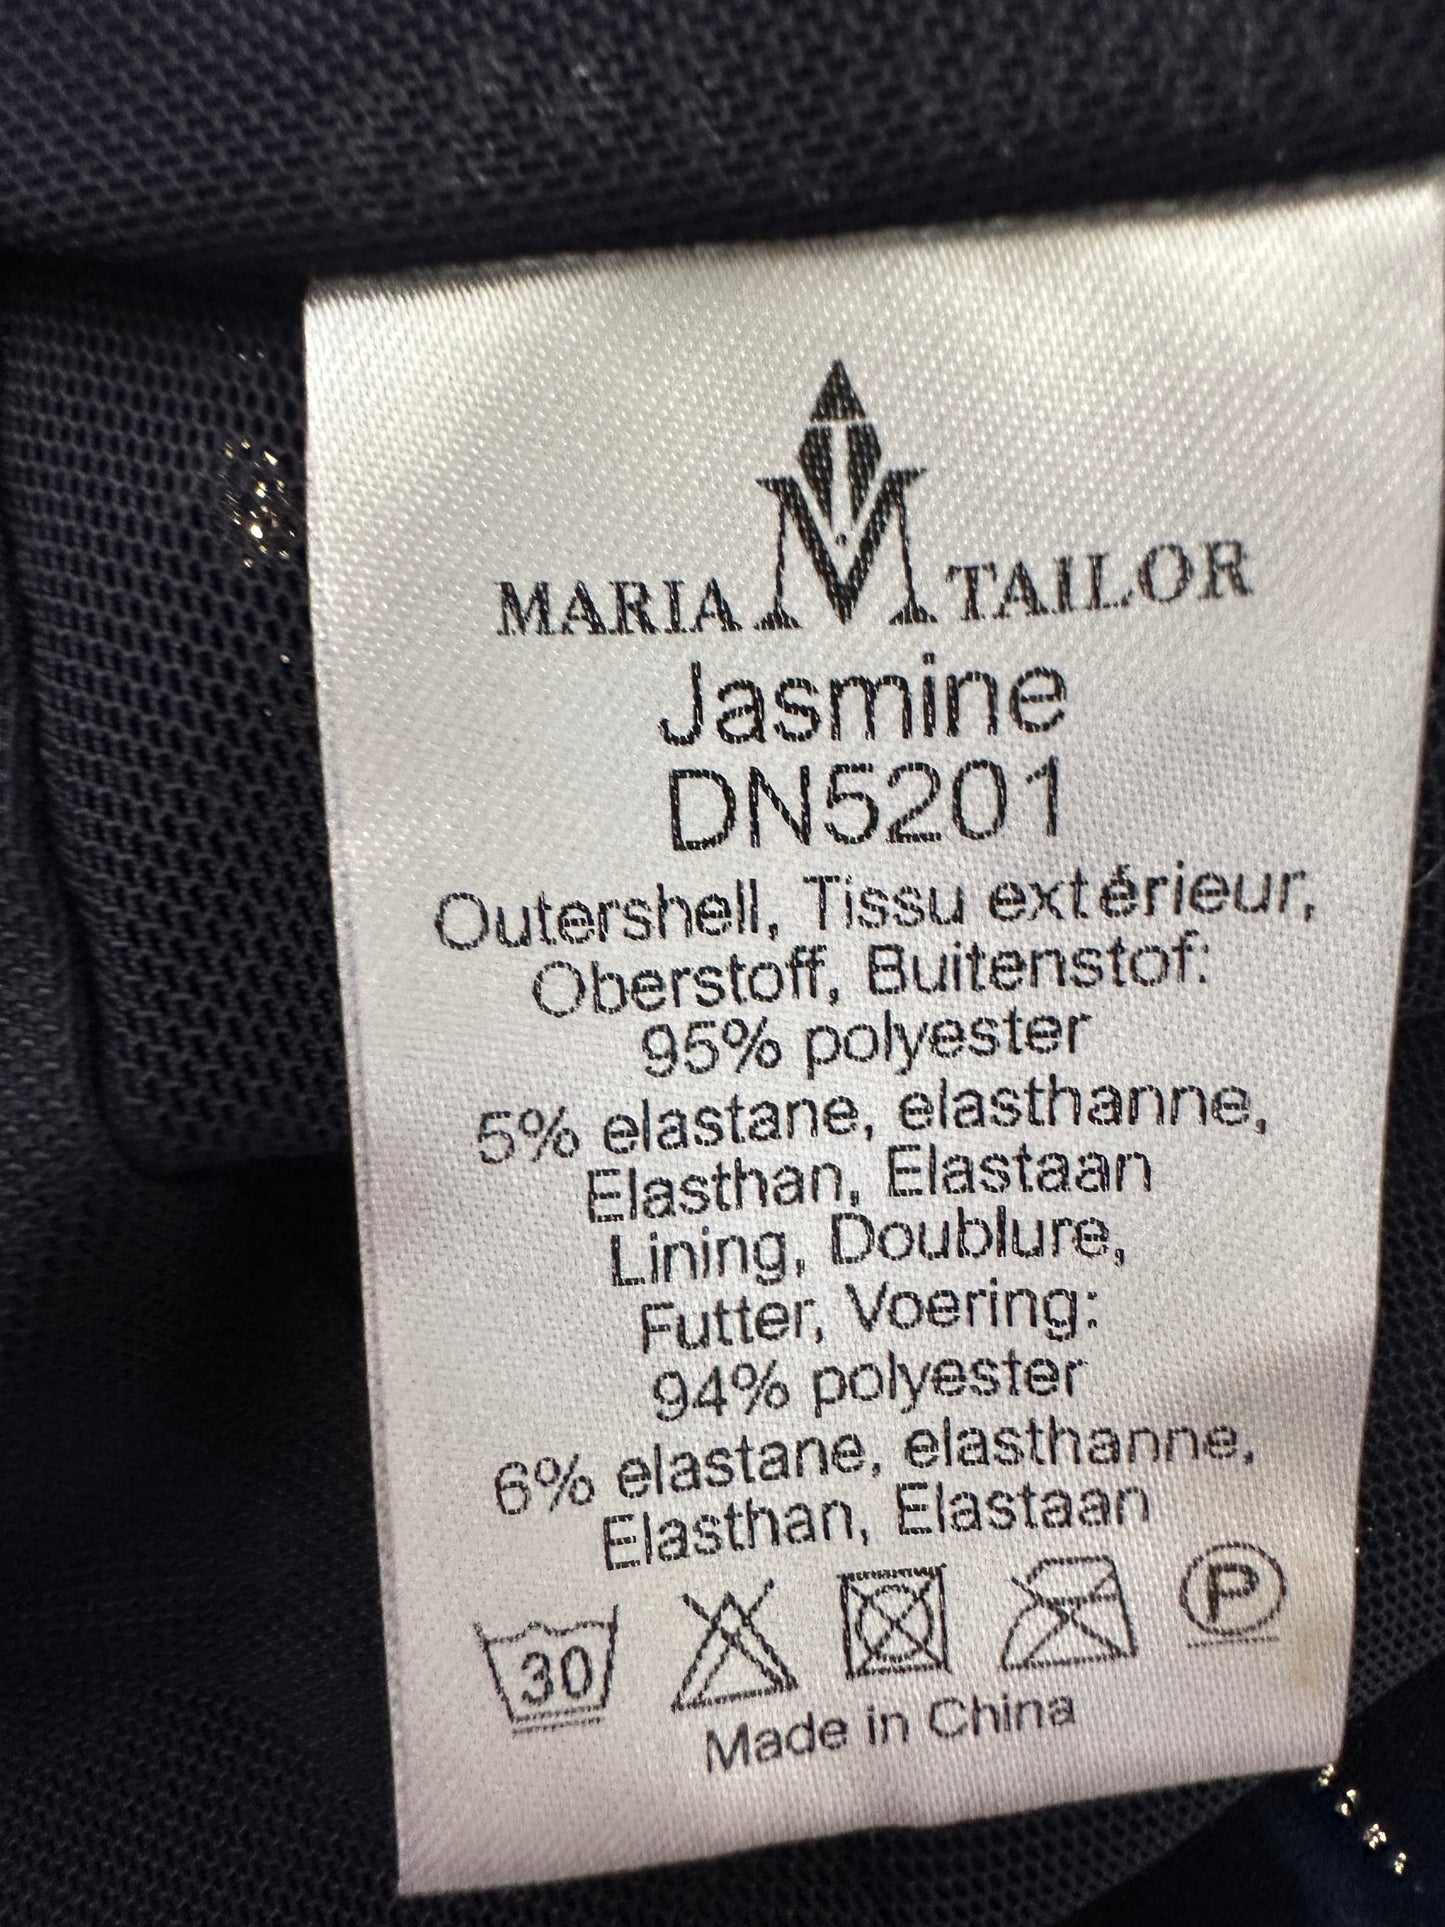 MARIA MT TAILOR
Jasmine
DN5201
Outershell, Tissu extérieur,
Oberstoff, Buitenstof:
95% polyester
5% elastane, elasthanne,
Elasthan, Elastaan
Lining, Doublure,
Futter, Voering:
94% polyester
6% elastane, elasthanne,
Elasthan, Elastaan
30 P
Made in China